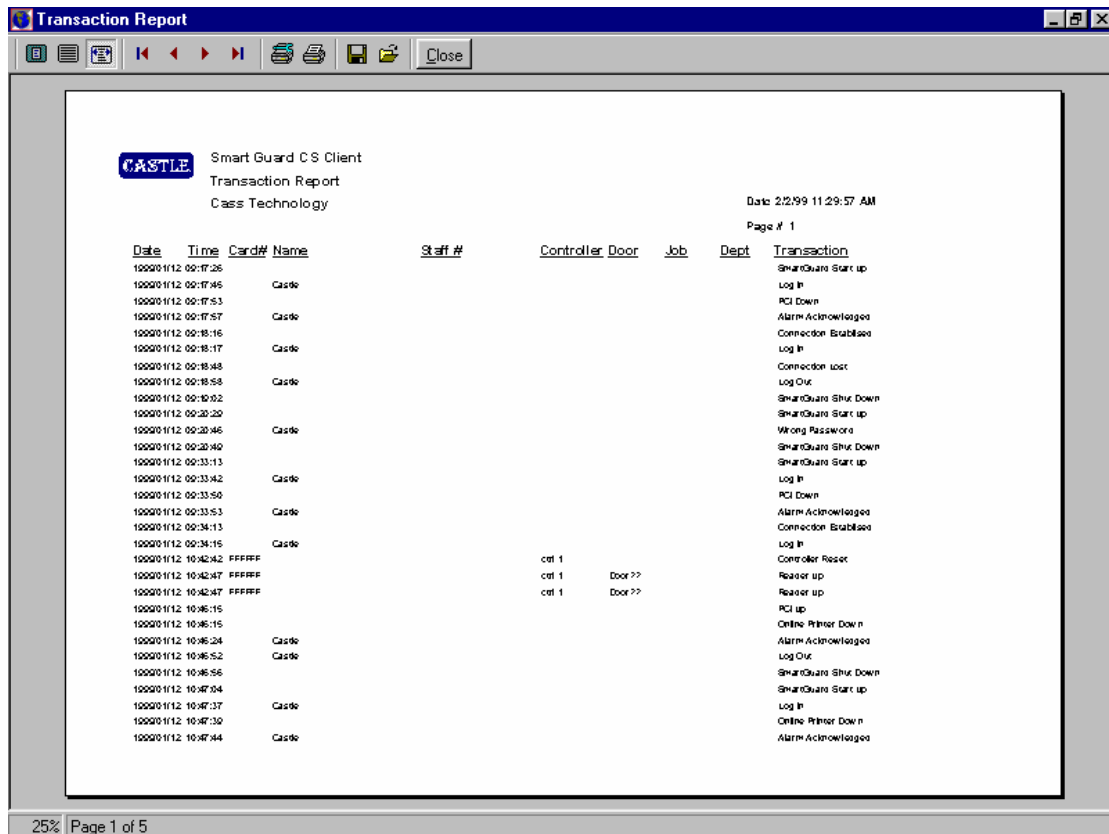 Transaction Report
Close
CASTLE
Smart Guard CS Client
Transaction Report
Cass Technology
Date 2/2/99 11:29:57 AM
Page # 1
Date Time Card# Name Staff # Controller Door Job Dept Transaction
1999/01/12 09:17:26 SmartGuard Start up
1999/01/12 09:17:45 Castle Log In
1999/01/12 09:17:53 PCI Down
1999/01/12 09:17:57 Castle Alarm Acknowledged
1999/01/12 09:18:16 Connection Establised
1999/01/12 09:18:17 Castle Log In
1999/01/12 09:18:48 Connection Lost
1999/01/12 09:18:58 Castle Log Out
1999/01/12 09:19:02 SmartGuard Shut Down
1999/01/12 09:20:29 SmartGuard Start up
1999/01/12 09:20:46 Castle Wrong Password
1999/01/12 09:20:49 SmartGuard Shut Down
1999/01/12 09:33:13 SmartGuard Start up
1999/01/12 09:33:42 Castle Log In
1999/01/12 09:33:50 PCI Down
1999/01/12 09:33:53 Castle Alarm Acknowledged
1999/01/12 09:34:13 Connection Establised
1999/01/12 09:34:15 Castle Log In
1999/01/12 10:42:42 FFFFFF ctrl 1 Controller Reset
1999/01/12 10:42:47 FFFFFF ctrl 1 Door ?? Reader up
1999/01/12 10:42:47 FFFFFF ctrl 1 Door ?? Reader up
1999/01/12 10:46:15 PCI up
1999/01/12 10:46:15 Online Printer Down
1999/01/12 10:46:24 Castle Alarm Acknowledged
1999/01/12 10:46:52 Castle Log Out
1999/01/12 10:46:56 SmartGuard Shut Down
1999/01/12 10:47:04 SmartGuard Start up
1999/01/12 10:47:37 Castle Log In
1999/01/12 10:47:39 Online Printer Down
1999/01/12 10:47:44 Castle Alarm Acknowledged
25% Page 1 of 5